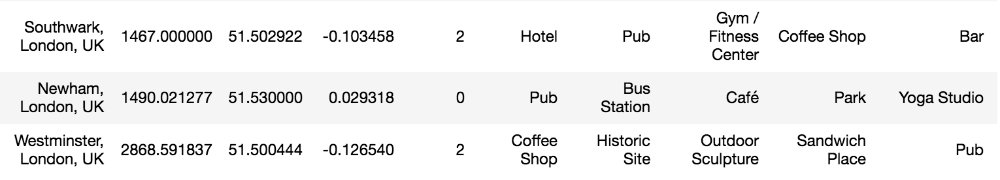 Southwark, London, UK 1467.000000 51.502922 -0.103458 2 Hotel Pub Gym / Fitness Center Coffee Shop Bar
Newham, London, UK 1490.021277 51.530000 0.029318 0 Pub Bus Station Café Park Yoga Studio
Westminster, London, UK 2868.591837 51.500444 -0.126540 2 Coffee Shop Historic Site Outdoor Sculpture Sandwich Place Pub